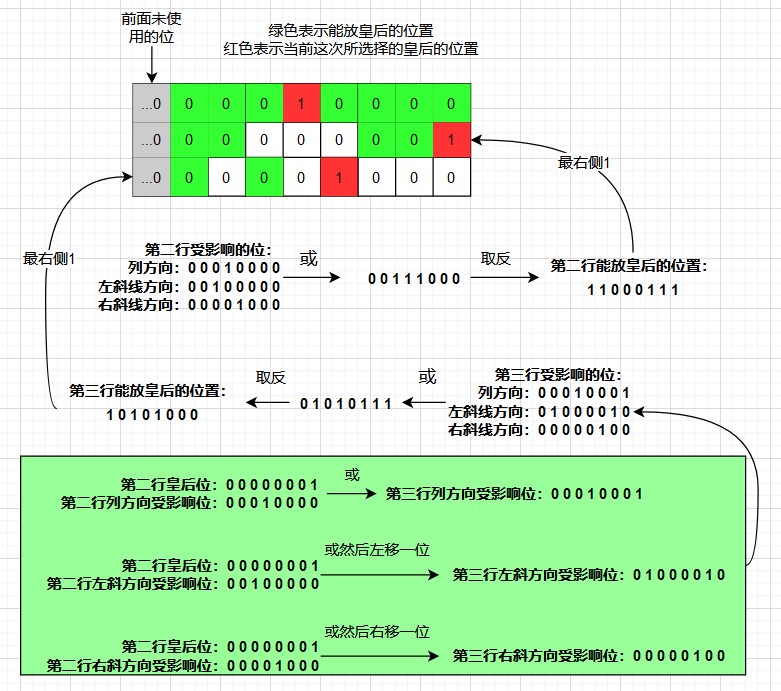 前面未使
用的位
绿色表示能放皇后的位置
红色表示当前这次所选择的皇后的位置
...0 0 0 0 1 0 0 0 0
...0 0 0 0 0 0 0 0 1
...0 0 0 0 0 1 0 0 0
最右侧1
最右侧1
第二行受影响的位：
列方向：00010000
左斜线方向：00100000
右斜线方向：00001000
或
00111000
取反
第二行能放皇后的位置：
11000111
第三行能放皇后的位置：
10101000
取反
01010111
或
第三行受影响的位：
列方向：00010001
左斜线方向：01000010
右斜线方向：00000100
第二行皇后位：00000001
第二行列方向受影响位：00010000
或
第三行列方向受影响位：00010001
第二行皇后位：00000001
第二行左斜方向受影响位：00100000
或然后左移一位
第三行左斜方向受影响位：01000010
第二行皇后位：00000001
第二行右斜方向受影响位：00001000
或然后右移一位
第三行右斜方向受影响位：00000100